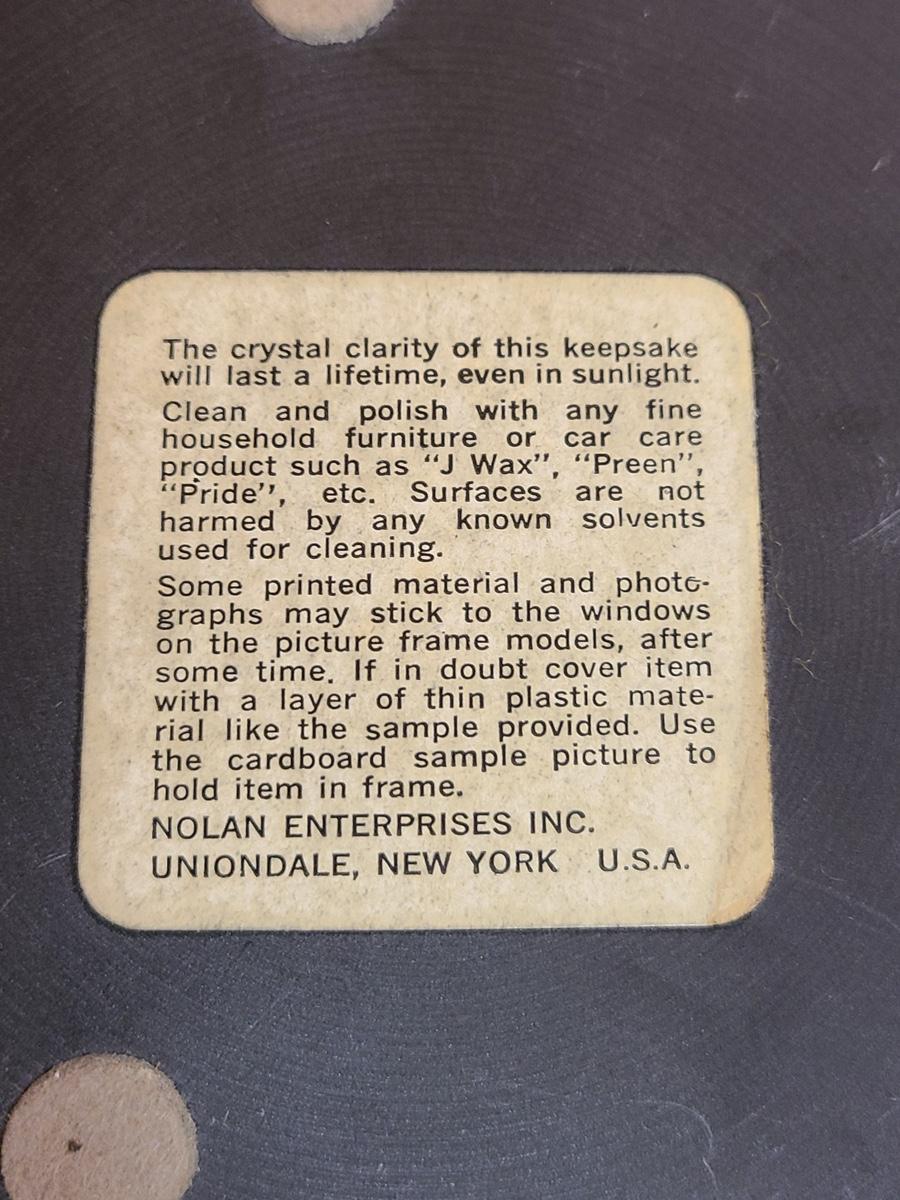 The crystal clarity of this keepsake
will last a lifetime, even in sunlight.
Clean and polish with any fine
household furniture or car care
product such as “J Wax”, “Preen”,
“Pride”, etc. Surfaces are not
harmed by any known solvents
used for cleaning.
Some printed material and photo-
graphs may stick to the windows
on the picture frame models, after
some time. If in doubt cover item
with a layer of thin plastic mate-
rial like the sample provided. Use
the cardboard sample picture to
hold item in frame.
NOLAN ENTERPRISES INC.
UNIONDALE, NEW YORK U.S.A.